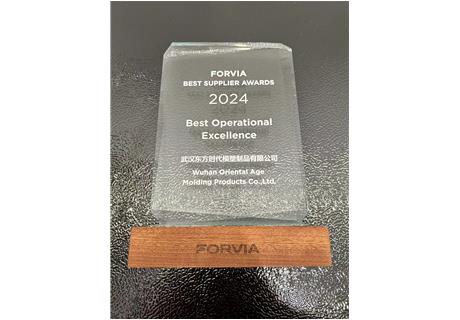 FORVIA
BEST SUPPLIER AWARDS
2024
Best Operational
Excellence
武汉东方时代模塑制品有限公司
Wuhan Oriental Age
Molding Products Co.,Ltd.
FORVIA